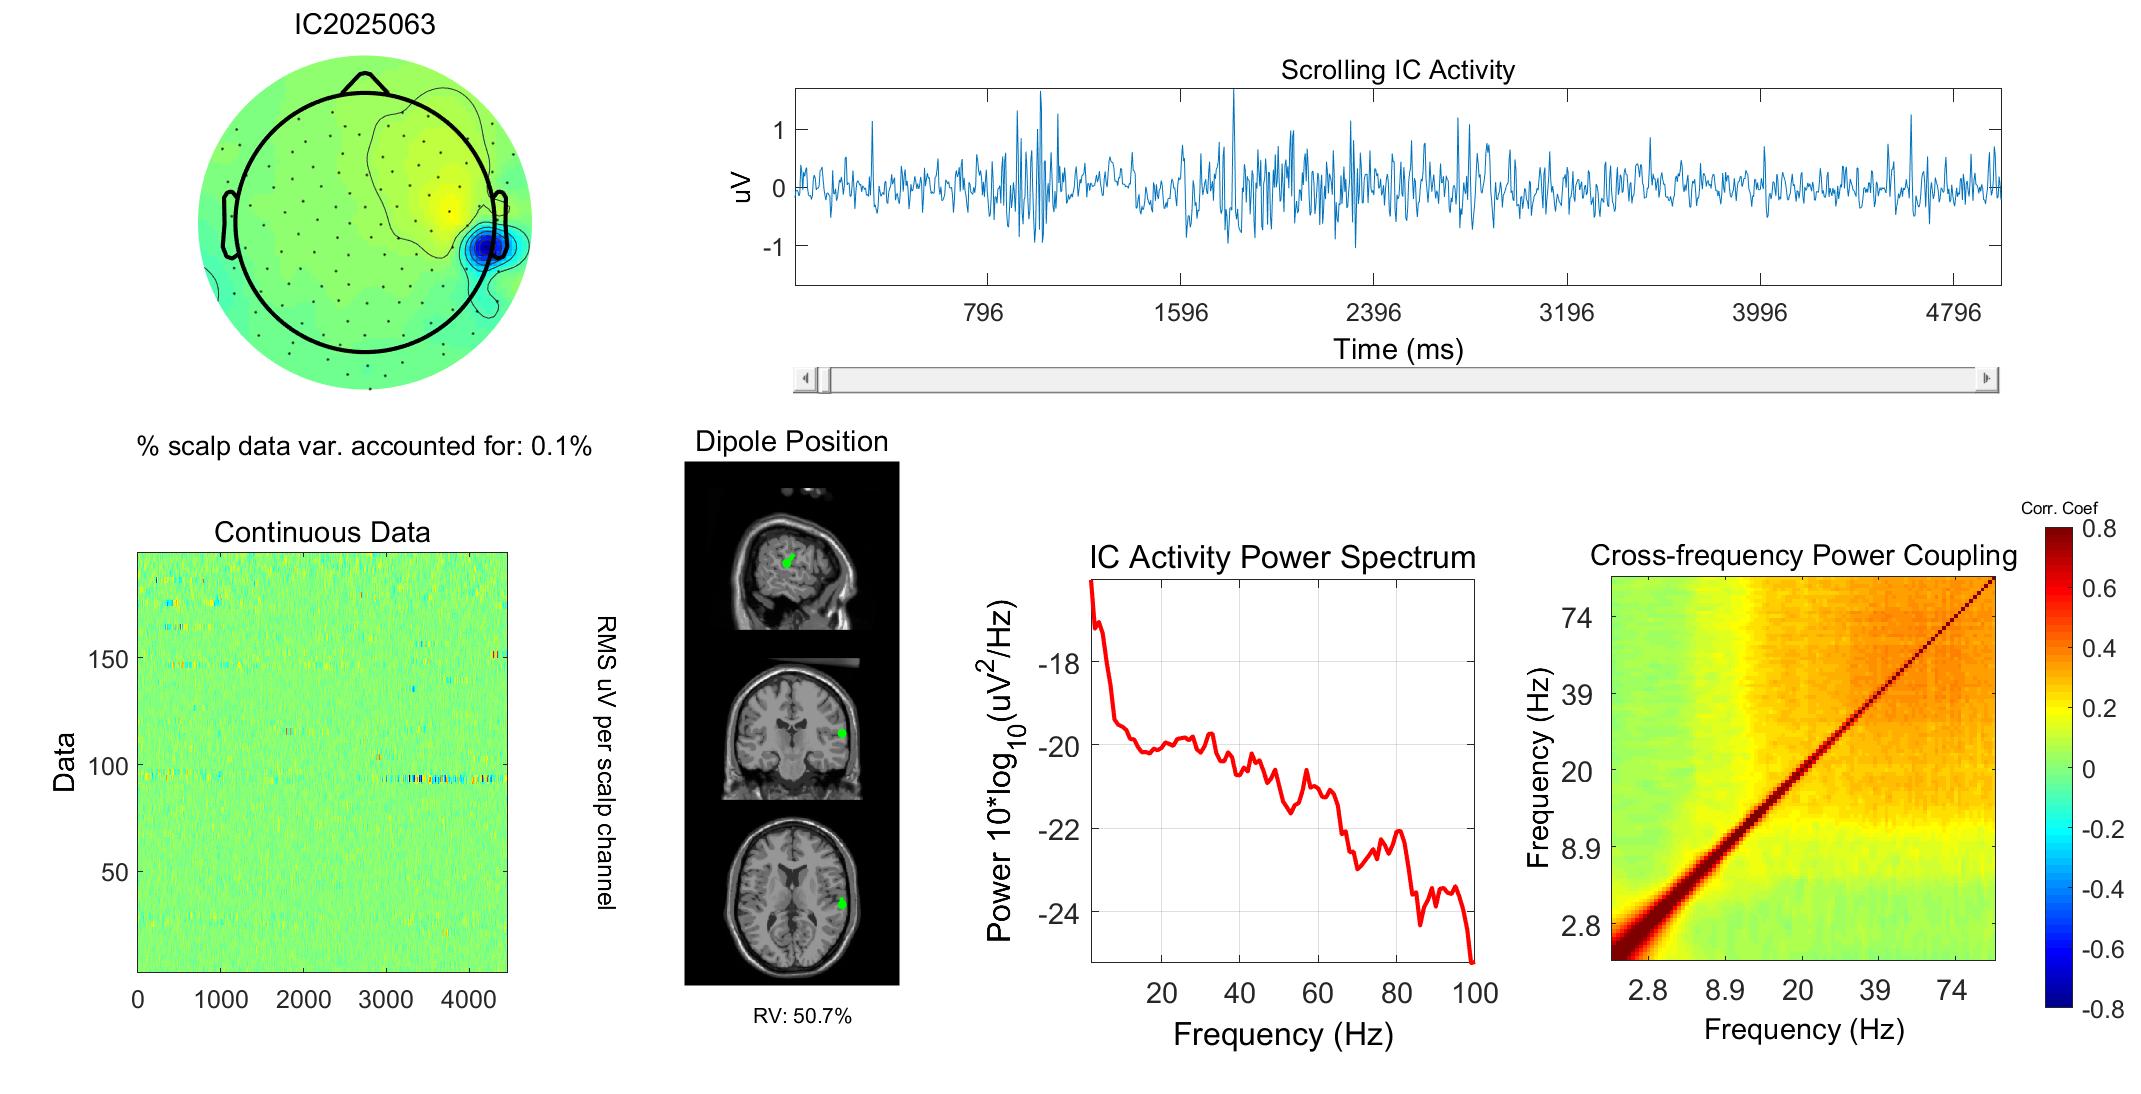 IC2025063
% scalp data var. accounted for: 0.1%
Scrolling IC Activity
uV
1
0
-1
796 1596 2396 3196 3996 4796
Time (ms)
Continuous Data
Data
150
100
50
0 1000 2000 3000 4000
RMS uV per scalp channel
Dipole Position
RV: 50.7%
IC Activity Power Spectrum
Power 10*log10(uV2/Hz)
-18
-20
-22
-24
20 40 60 80 100
Frequency (Hz)
Cross-frequency Power Coupling
Frequency (Hz)
74
39
20
8.9
2.8
2.8 8.9 20 39 74
Frequency (Hz)
Corr. Coef
0.8
0.6
0.4
0.2
0
-0.2
-0.4
-0.6
-0.8